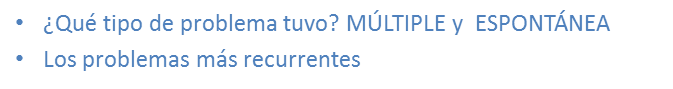 • ¿Qué tipo de problema tuvo? MÚLTIPLE y  ESPONTÁNEA
• Los problemas más recurrentes